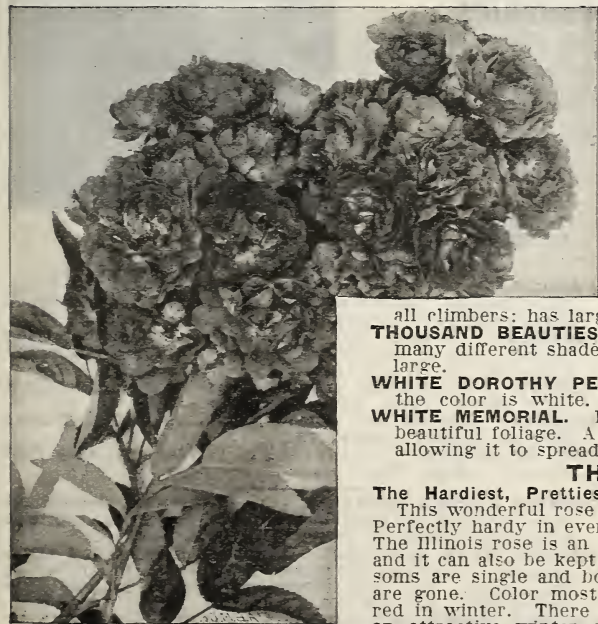 all climbers: has larg
THOUSAND BEAUTIES
many different shade
large.
WHITE DOROTHY PE
the color is white.
WHITE MEMORIAL.
beautiful foliage. A
allowing it to spread
TH
The Hardiest, Pretties
This wonderful rose
Perfectly hardy in ever
The Illinois rose is an
and it can also be kept
soms are single and bo
are gone. Color most
red in winter. There
an attractive winter